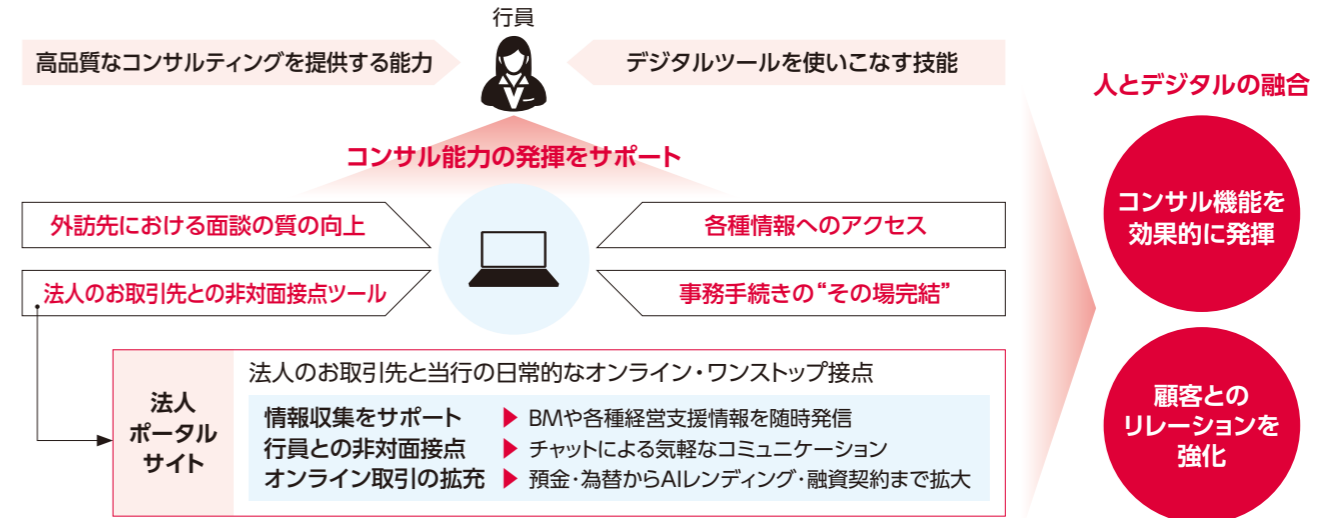 行員
高品質なコンサルティングを提供する能力
デジタルツールを使いこなす技能
コンサル能力の発揮をサポート
外訪先における面談の質の向上
各種情報へのアクセス
法人のお取引先との非対面接点ツール
事務手続きの“その場完結”
法人
ポータル
サイト
法人のお取引先と当行の日常的なオンライン・ワンストップ接点
情報収集をサポート ▶ BMや各種経営支援情報を随時発信
行員との非対面接点 ▶ チャットによる気軽なコミュニケーション
オンライン取引の拡充 ▶ 預金・為替からAIレンディング・融資契約まで拡大
人とデジタルの融合
コンサル機能を
効果的に発揮
顧客との
リレーションを
強化